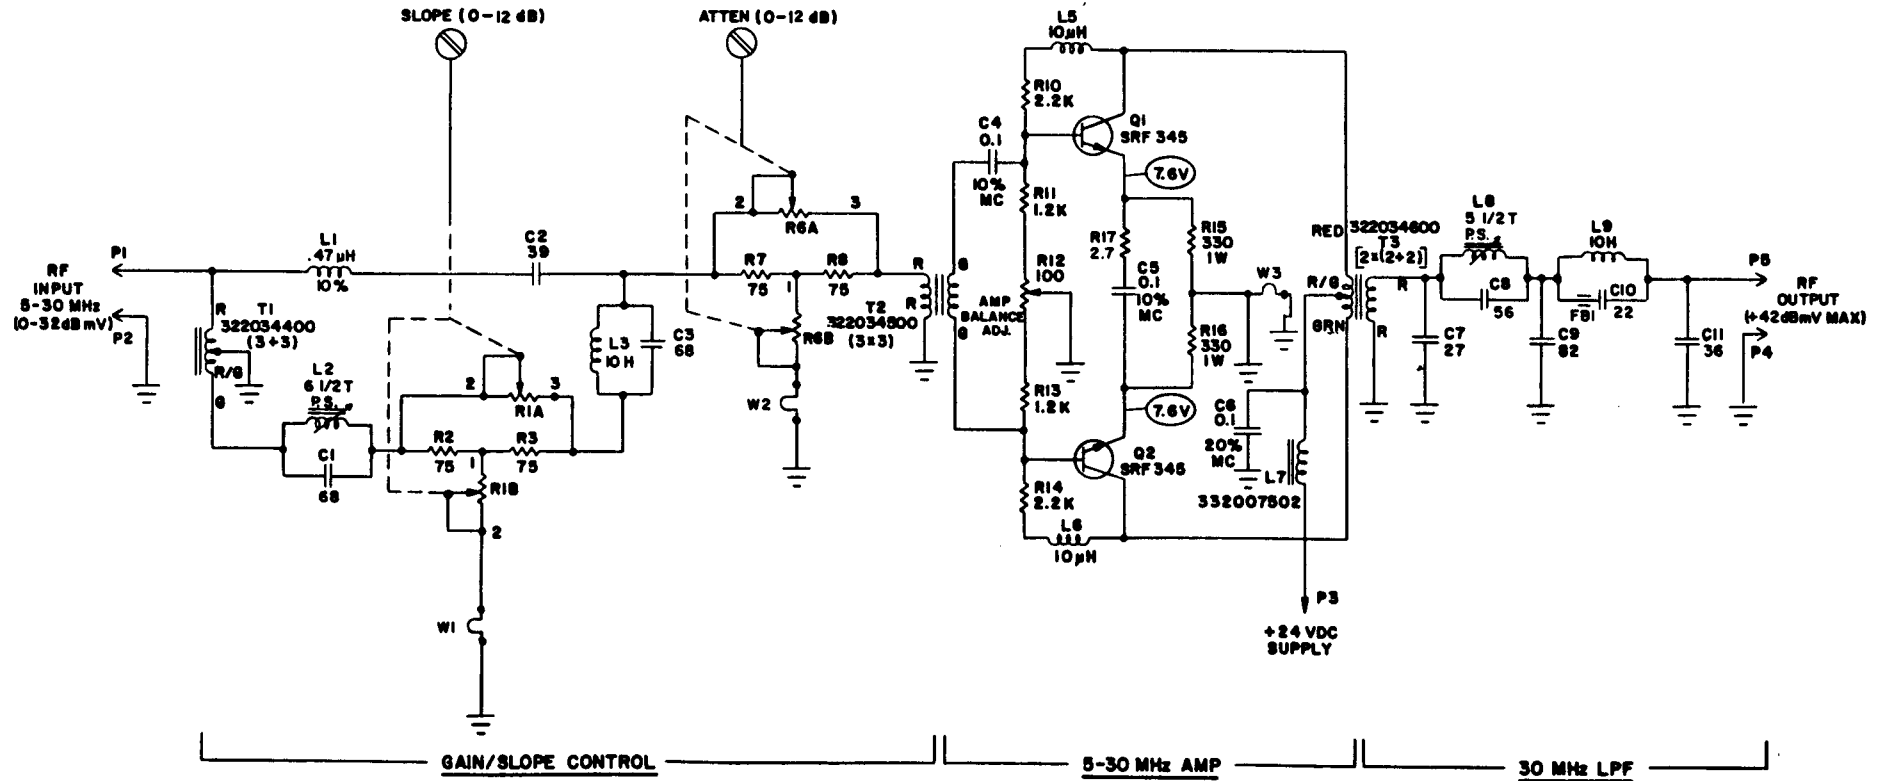 SLOPE (0-12 dB)
ATTEN (0-12 dB)
L5
10µH
R10
2.2K
Q1
SRF 345
C4
0.1
10%
MC
7.6V
R11
1.2K
2
3
R6A
P1
RF
INPUT
5-30 MHz
(0-32dBmV)
P2
L1
.47µH
10%
C2
39
R7
75
1
R8
75
R
G
R
G
T2
322034500
(3x3)
R6B
W2
R
T1
322034400
(3+3)
R/G
G
L3
10 H
C3
68
L2
6 1/2 T
P.S.
C1
68
2
3
R1A
R2
75
1
R3
75
R1B
2
W1
R12
100
AMP
BALANCE
ADJ.
R17
2.7
C5
0.1
10%
MC
R15
330
1W
R16
330
1W
W3
R13
1.2K
7.6V
Q2
SRF 345
R14
2.2K
L6
10µH
C6
0.1
20%
MC
L7
332007502
P3
+24 VDC
SUPPLY
RED
322034600
T3
[2x(2+2)]
R/G
GRN
R
R
L8
5 1/2 T
P.S.
C8
56
L9
10H
FB1
C10
22
C7
27
C9
82
C11
36
P5
RF
OUTPUT
(+42dBmV MAX)
P4
GAIN/SLOPE CONTROL
5-30 MHz AMP
30 MHz LPF